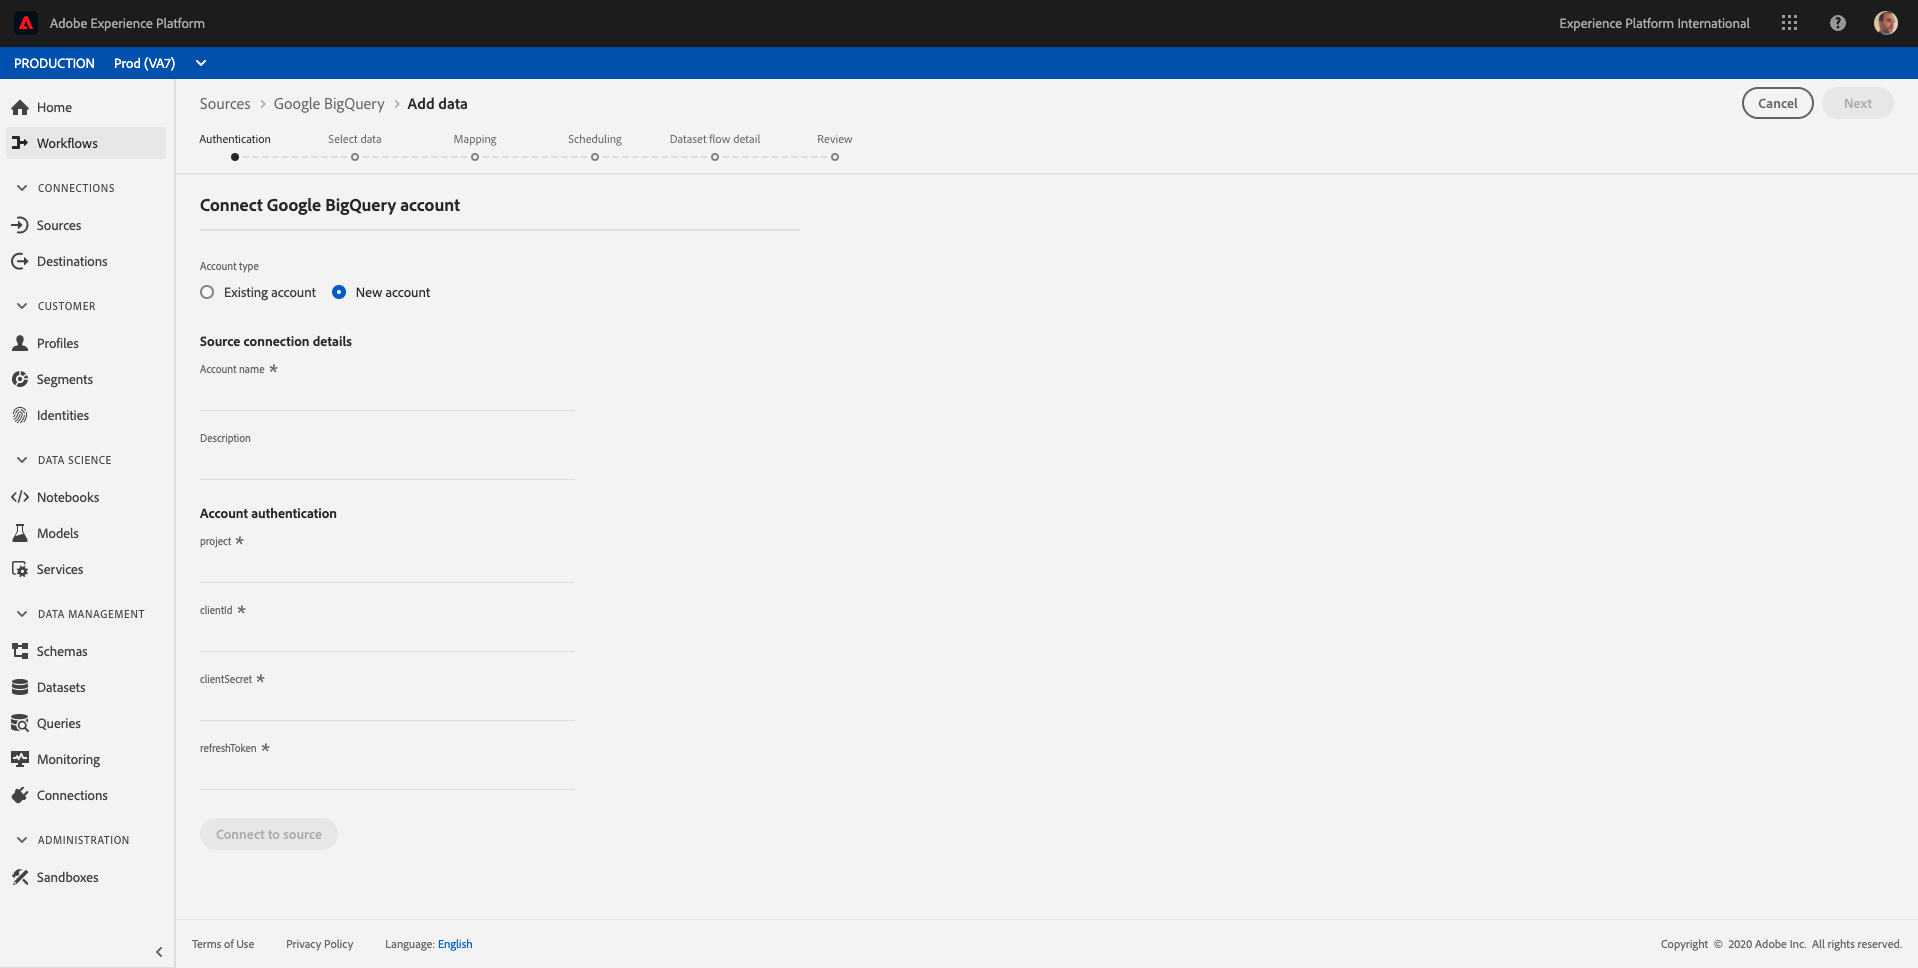 Adobe Experience Platform
Experience Platform International
PRODUCTION Prod (VA7)
Home
Workflows
CONNECTIONS
Sources
Destinations
CUSTOMER
Profiles
Segments
Identities
DATA SCIENCE
Notebooks
Models
Services
DATA MANAGEMENT
Schemas
Datasets
Queries
Monitoring
Connections
ADMINISTRATION
Sandboxes
Sources > Google BigQuery > Add data
Cancel Next
Authentication Select data Mapping Scheduling Dataset flow detail Review
Connect Google BigQuery account
Account type
Existing account New account
Source connection details
Account name *
Description
Account authentication
project *
clientId *
clientSecret *
refreshToken *
Connect to source
Terms of Use Privacy Policy Language: English
Copyright © 2020 Adobe Inc. All rights reserved.